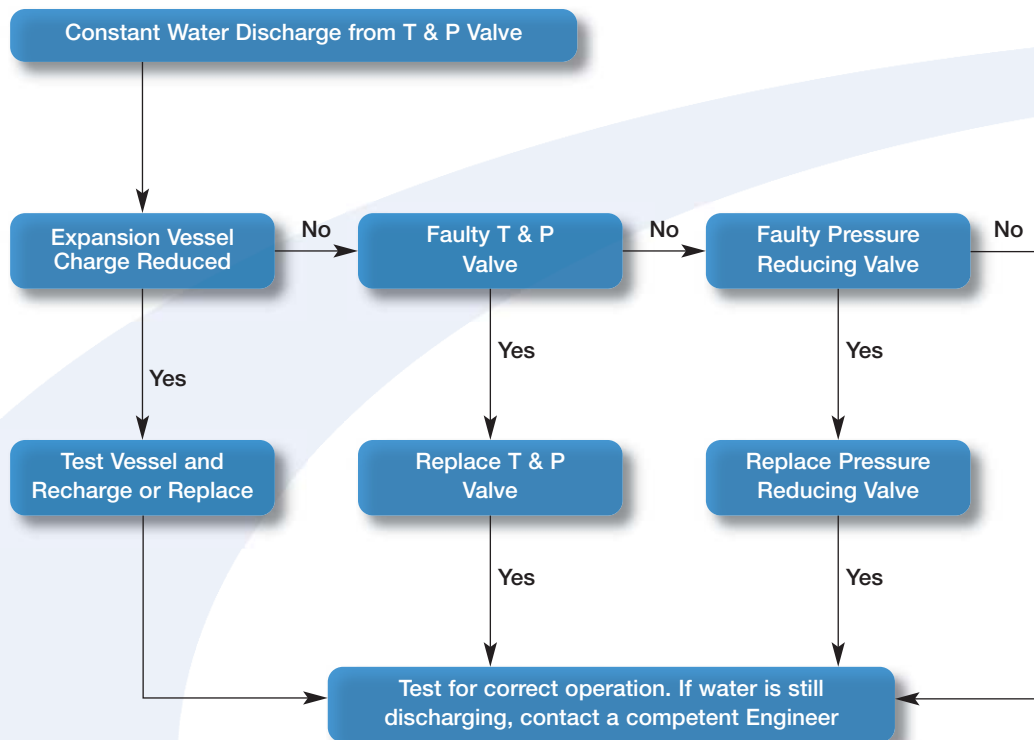 Constant Water Discharge from T & P Valve
Expansion Vessel
Charge Reduced
No
Faulty T & P
Valve
No
Faulty Pressure
Reducing Valve
No
Yes
Yes
Yes
Test Vessel and
Recharge or Replace
Replace T & P
Valve
Replace Pressure
Reducing Valve
Yes
Yes
Test for correct operation. If water is still
discharging, contact a competent Engineer